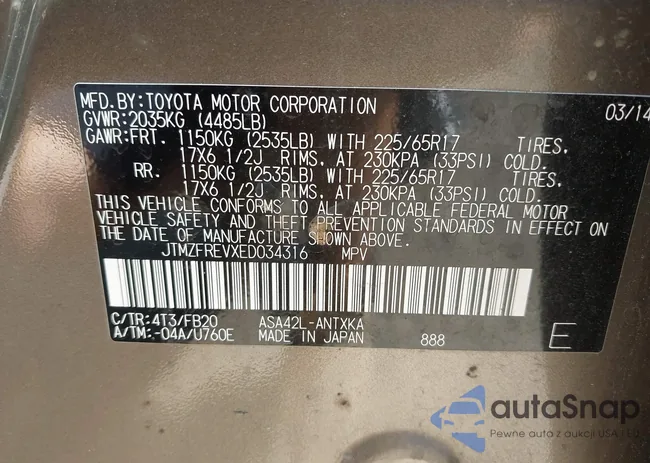 MFD.BY:TOYOTA MOTOR CORPORATION 03/14
GVWR:2035KG (4485LB)
GAWR:FRT. 1150KG (2535LB) WITH 225/65R17 TIRES,
17X6 1/2J RIMS, AT 230KPA (33PSI) COLD.
RR. 1150KG (2535LB) WITH 225/65R17 TIRES,
17X6 1/2J RIMS, AT 230KPA (33PSI) COLD.
THIS VEHICLE CONFORMS TO ALL APPLICABLE FEDERAL MOTOR
VEHICLE SAFETY AND THEFT PREVENTION STANDARDS IN EFFECT ON
THE DATE OF MANUFACTURE SHOWN ABOVE.
JTMZFREVXED034316 MPV
C/TR:4T3/FB20 ASA42L-ANTXKA
A/TM:-04A/U760E MADE IN JAPAN 888 E
autaSnap
Pewne auto z aukcji USA i EU